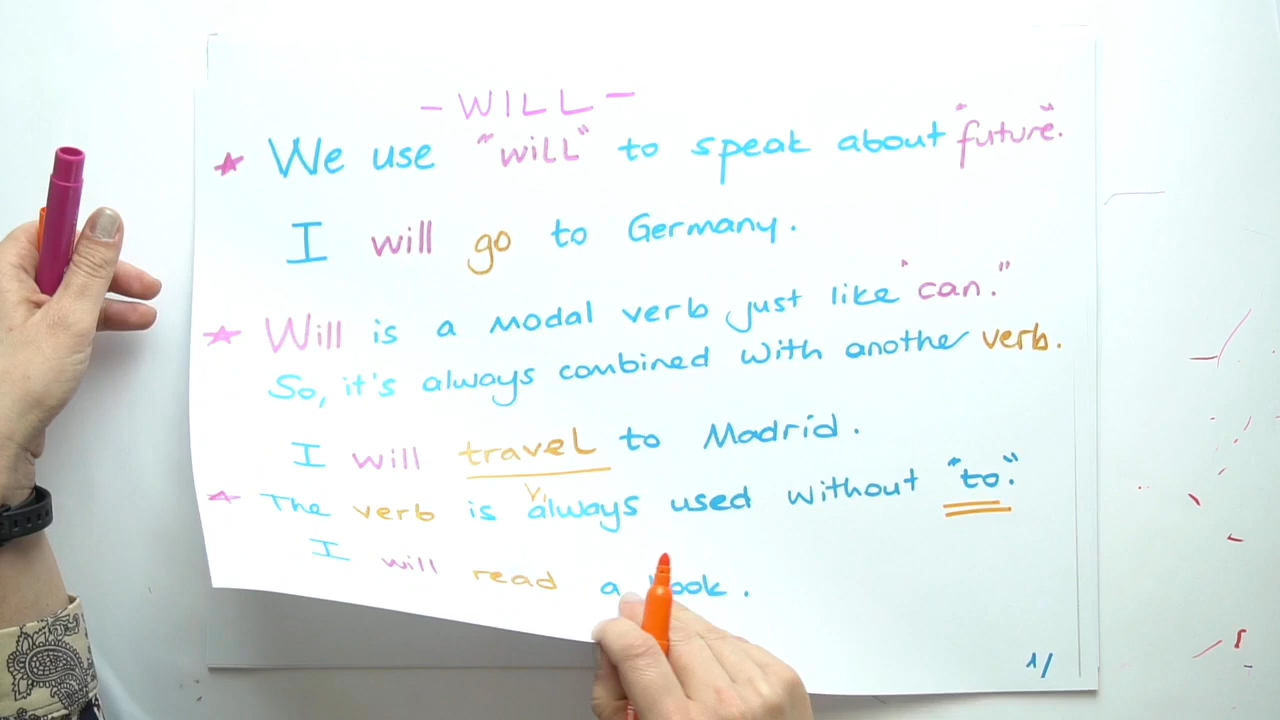 - WILL -
★ We use "will" to speak about "future".
I will go to Germany.
★ Will is a modal verb just like "can."
So, it's always combined with another verb.
I will travel to Madrid.
V₁
★ The verb is always used without "to".
I will read a book.
1/